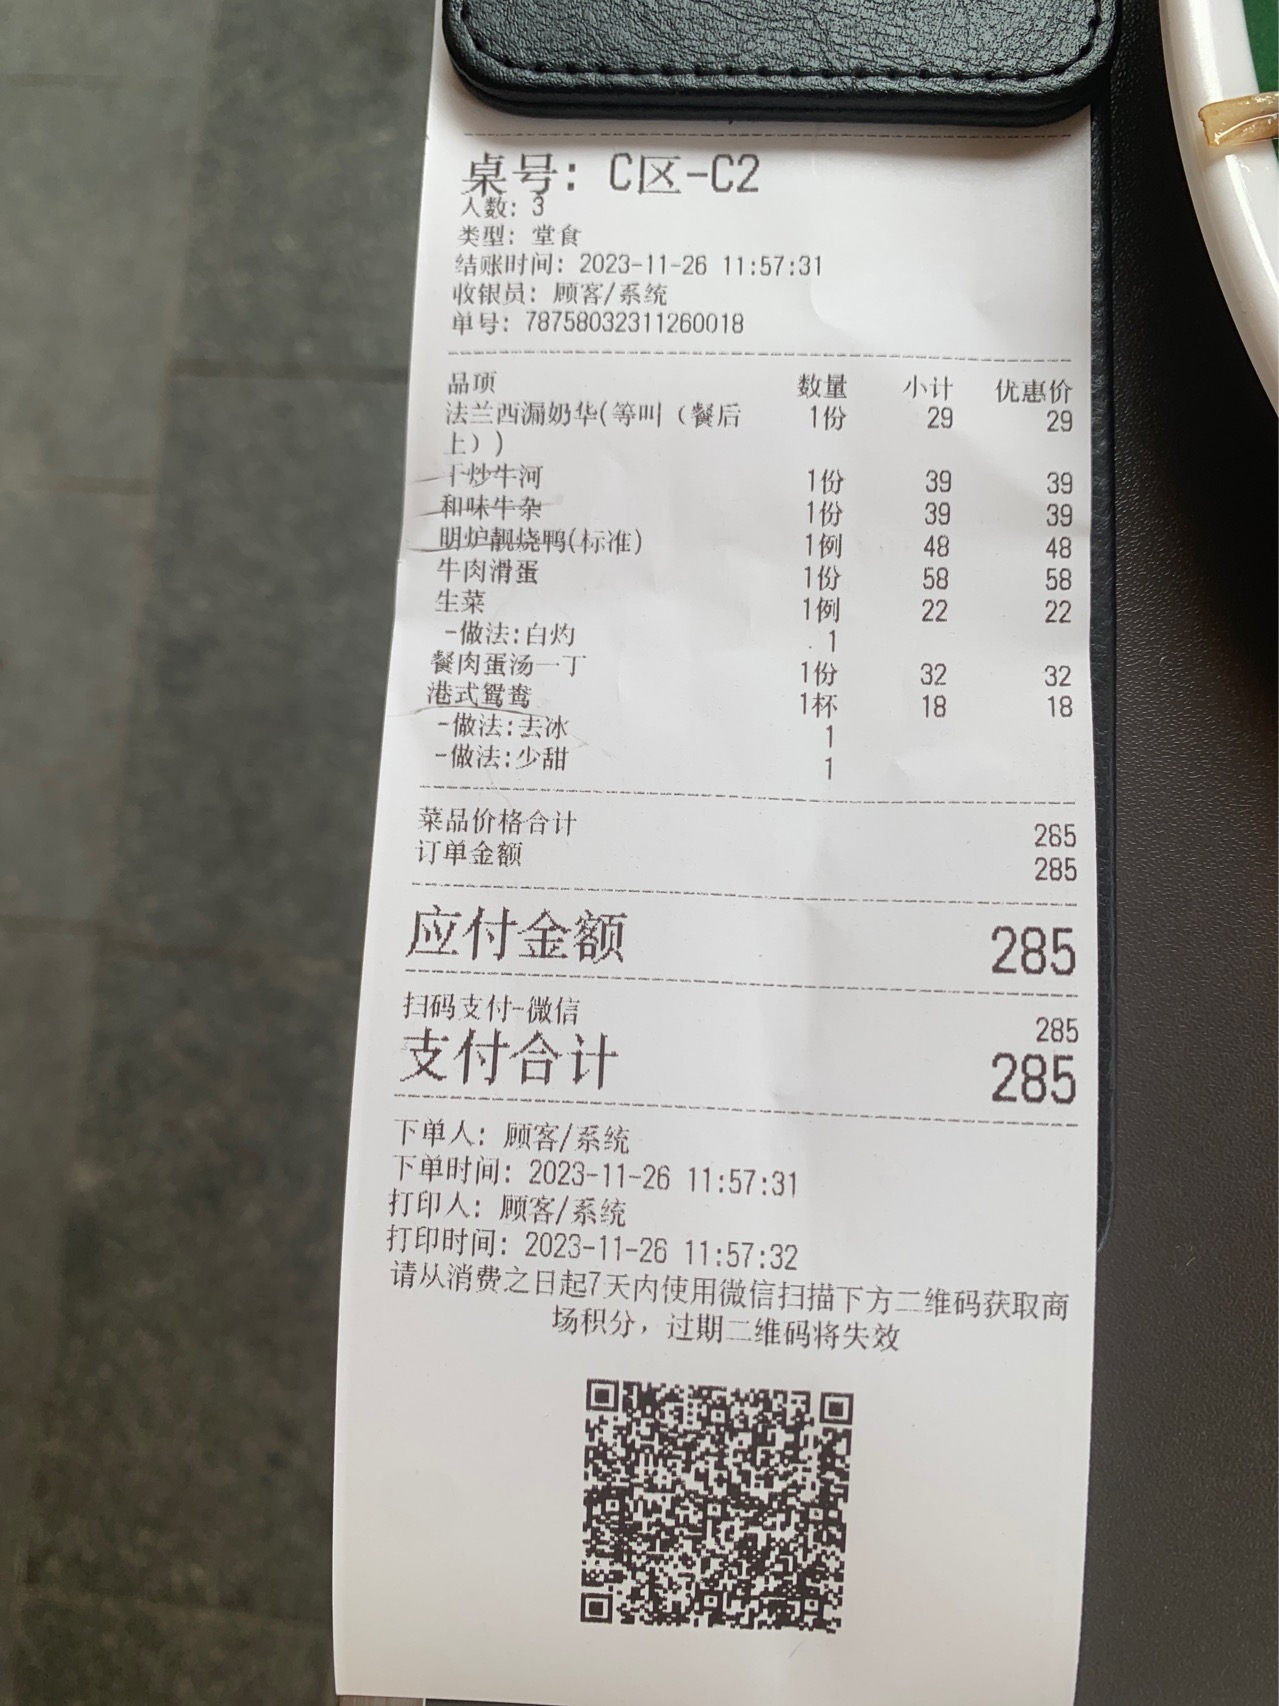 桌号：C区-C2
人数：3
类型：堂食
结账时间：2023-11-26 11:57:31
收银员：顾客/系统
单号：78758032311260018
品项 数量 小计 优惠价
法兰西漏奶华(等叫（餐后 1份 29 29
上）)
干炒牛河 1份 39 39
和味牛杂 1份 39 39
明炉靓烧鸭(标准) 1例 48 48
牛肉滑蛋 1份 58 58
生菜 1例 22 22
-做法:白灼 1
餐肉蛋汤一丁 1份 32 32
港式鸳鸯 1杯 18 18
-做法:去冰 1
-做法:少甜 1
菜品价格合计 285
订单金额 285
应付金额 285
扫码支付-微信 285
支付合计 285
下单人：顾客/系统
下单时间：2023-11-26 11:57:31
打印人：顾客/系统
打印时间：2023-11-26 11:57:32
请从消费之日起7天内使用微信扫描下方二维码获取商
场积分，过期二维码将失效